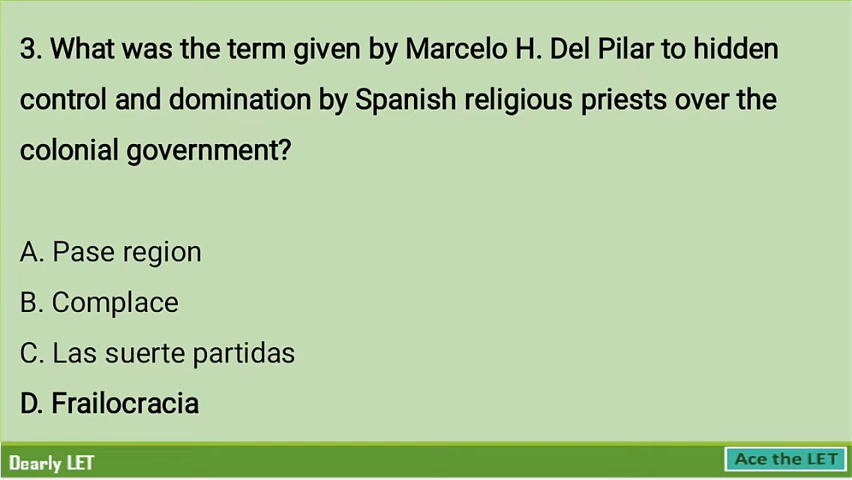 3. What was the term given by Marcelo H. Del Pilar to hidden
control and domination by Spanish religious priests over the
colonial government?
A. Pase region
B. Complace
C. Las suerte partidas
D. Frailocracia
Dearly LET
Ace the LET